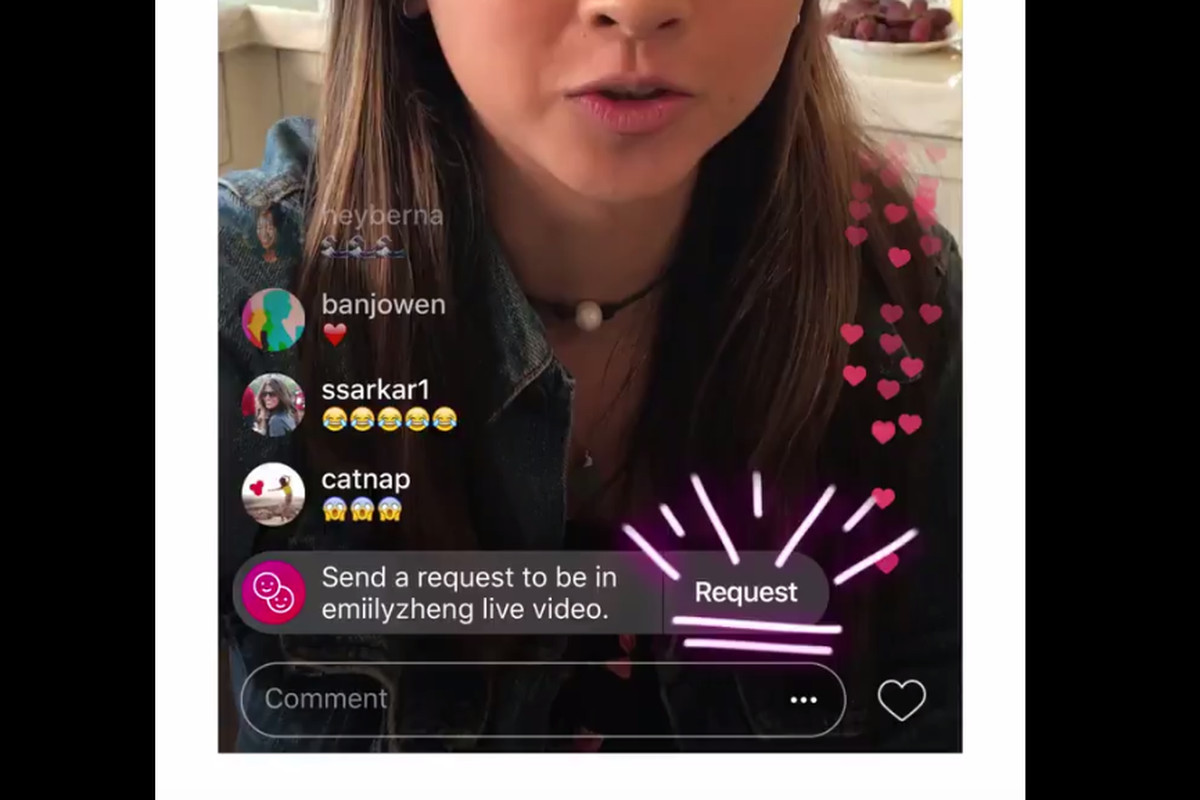 heyberna
🌊🌊🌊
banjowen
❤️
ssarkar1
😂😂😂😂😂
catnap
😱😱😱
Send a request to be in
emiilyzheng live video.
Request
Comment